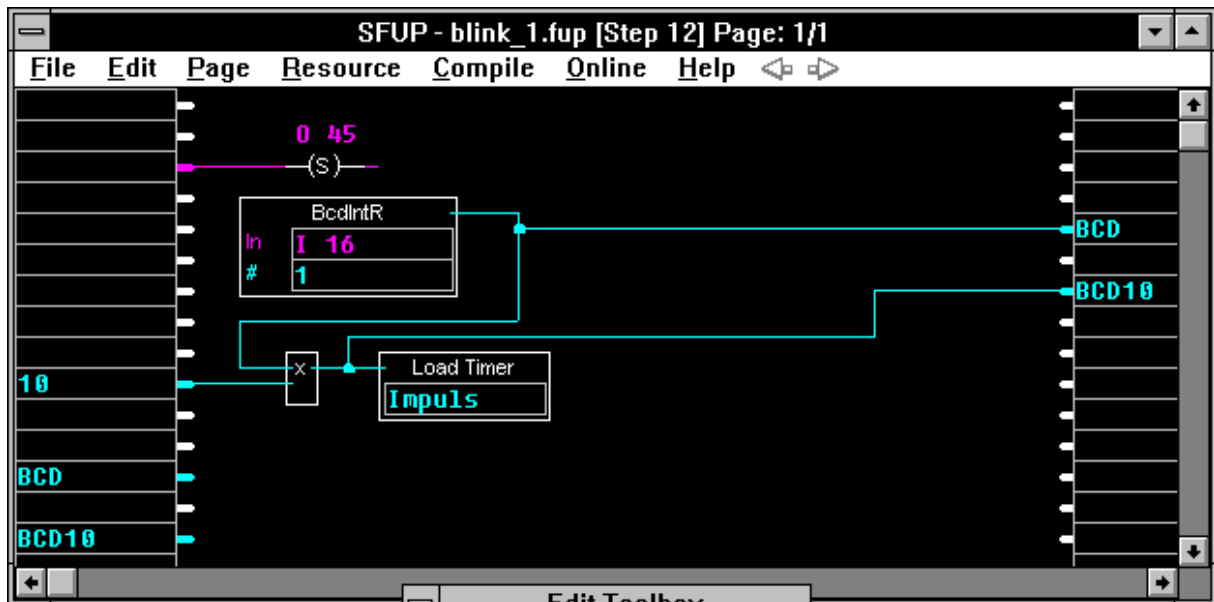 SFUP - blink_1.fup [Step 12] Page: 1/1
File Edit Page Resource Compile Online Help
O 45
(S)
BcdIntR
In I 16
# 1
BCD
BCD10
x Load Timer
10
Impuls
BCD
BCD10